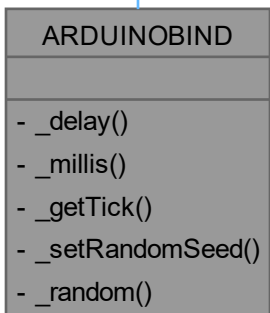 ARDUINOBIND
- _delay()
- _millis()
- _getTick()
- _setRandomSeed()
- _random()